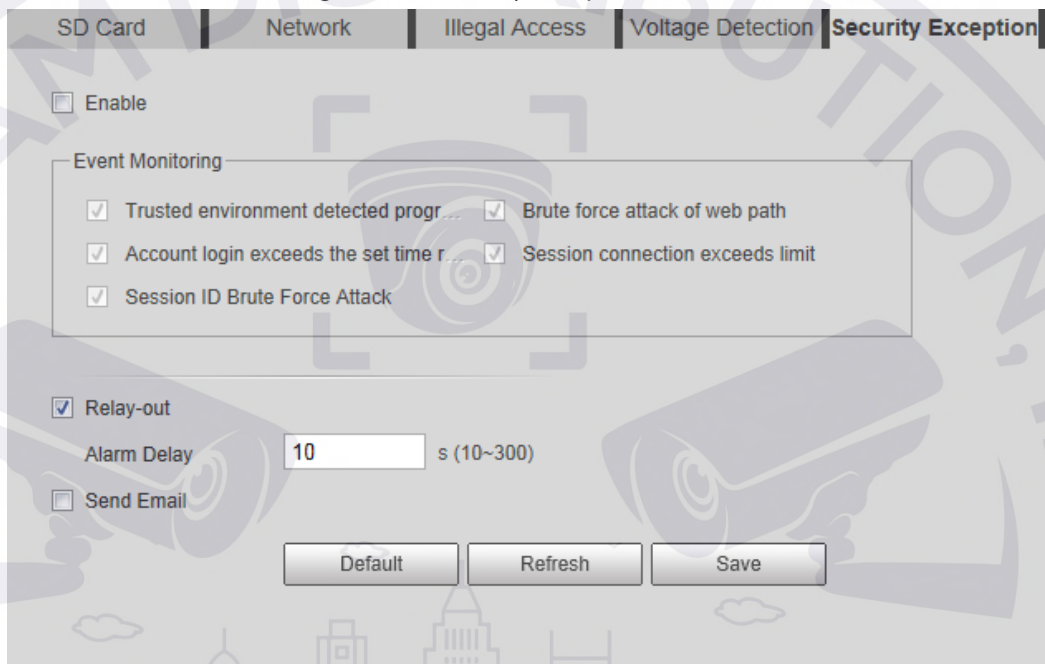 SD Card Network Illegal Access Voltage Detection Security Exception
Enable
Event Monitoring
Trusted environment detected progr... Brute force attack of web path
Account login exceeds the set time r... Session connection exceeds limit
Session ID Brute Force Attack
Relay-out
Alarm Delay 10 s (10~300)
Send Email
Default Refresh Save